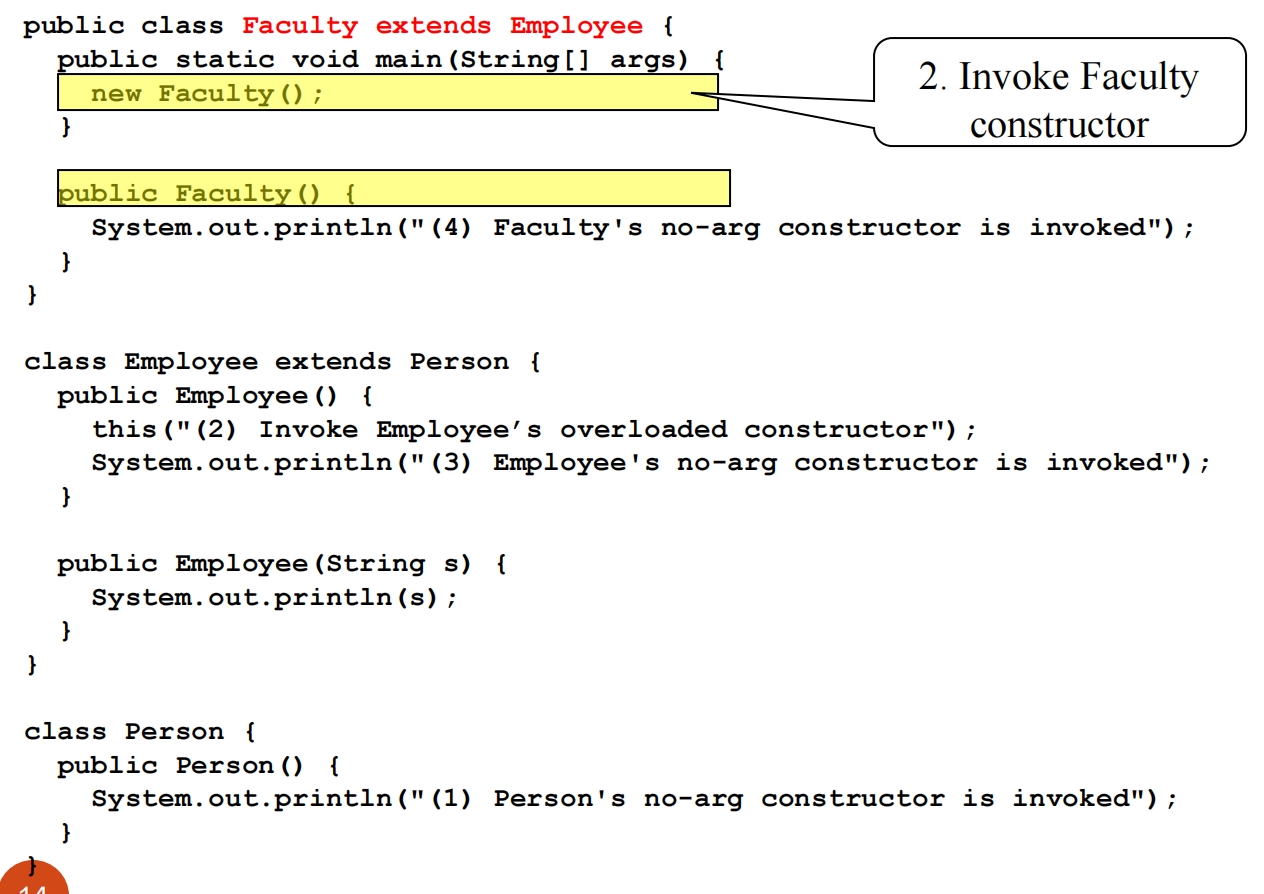 public class Faculty extends Employee {
public static void main(String[] args) {
new Faculty();
}
2. Invoke Faculty
constructor
public Faculty() {
System.out.println("(4) Faculty's no-arg constructor is invoked");
}
}
class Employee extends Person {
public Employee() {
this("(2) Invoke Employee’s overloaded constructor");
System.out.println("(3) Employee's no-arg constructor is invoked");
}
public Employee(String s) {
System.out.println(s);
}
}
class Person {
public Person() {
System.out.println("(1) Person's no-arg constructor is invoked");
}
}
14